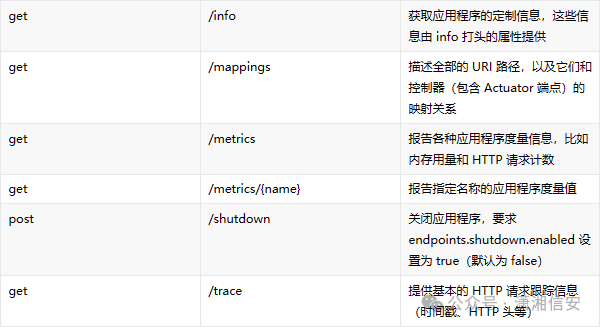 get /info 获取应用程序的定制信息，这些
信息由 info 打头的属性提供
get /mappings 描述全部的 URI 路径，以及它们和
控制器（包含 Actuator 端点）的
映射关系
get /metrics 报告各种应用程序度量信息，比如
内存用量和 HTTP 请求计数
get /metrics/{name} 报告指定名称的应用程序度量值
post /shutdown 关闭应用程序，要求
endpoints.shutdown.enabled 设
置为 true（默认为 false）
get /trace 提供基本的 HTTP 请求跟踪信息
（时间戳、HTTP 头等）
公众号：潇湘信安